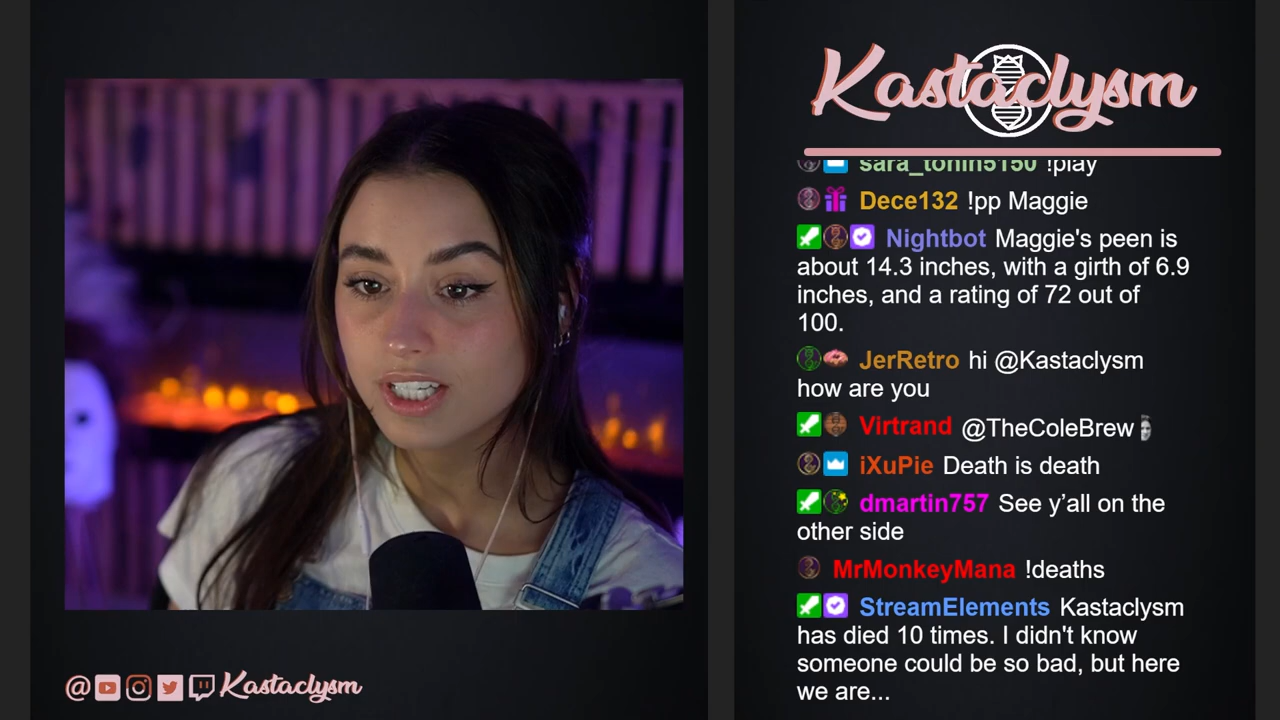 Kastaclysm
sara_tonin5150 !play
Dece132 !pp Maggie
Nightbot Maggie's peen is
about 14.3 inches, with a girth of 6.9
inches, and a rating of 72 out of
100.
JerRetro hi @Kastaclysm
how are you
Virtrand @TheColeBrew
iXuPie Death is death
dmartin757 See y’all on the
other side
MrMonkeyMana !deaths
StreamElements Kastaclysm
has died 10 times. I didn't know
someone could be so bad, but here
we are...
@ Kastaclysm